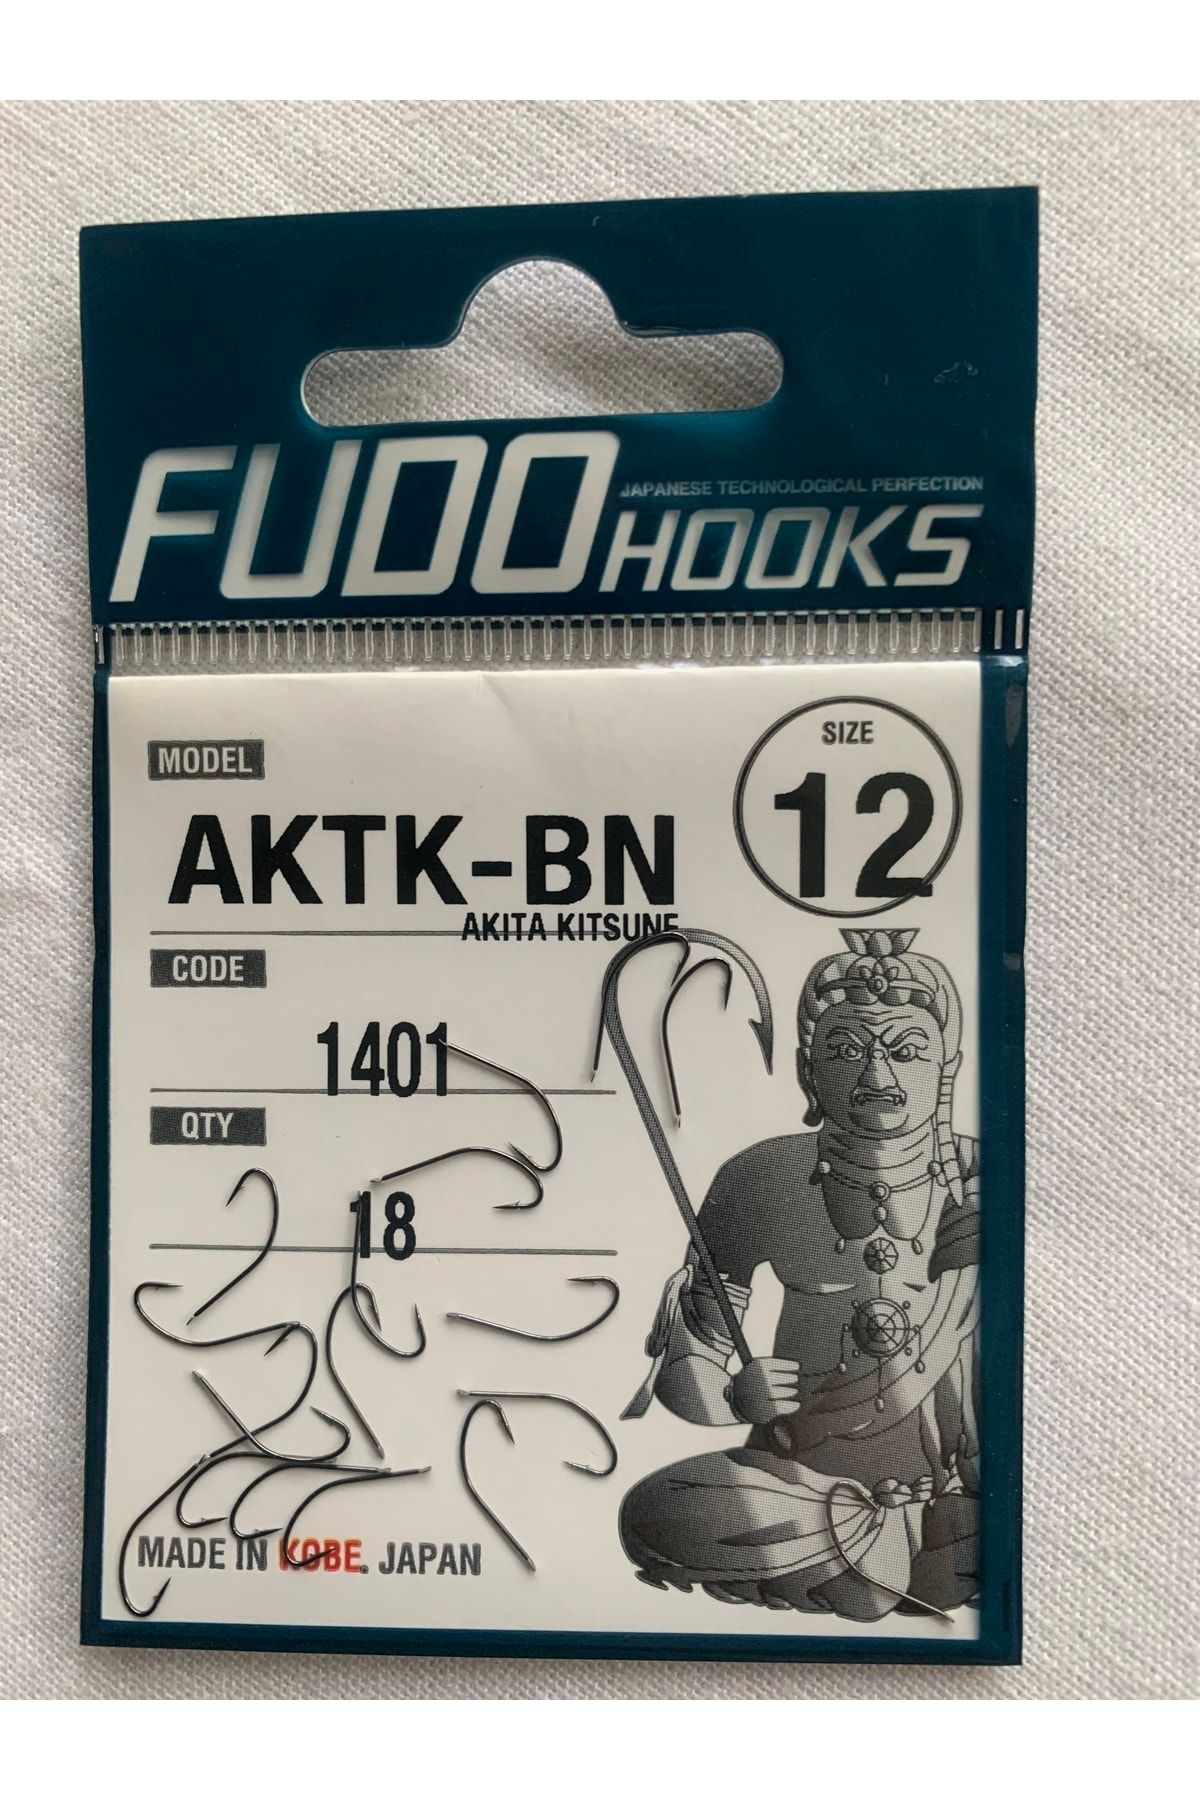 FUDO
JAPANESE TECHNOLOGICAL PERFECTION
HOOKS
MODEL
SIZE
12
AKTK-BN
AKITA KITSUNE
CODE
1401
QTY
18
MADE IN KOBE. JAPAN